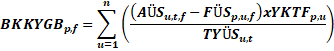 BKKYGB_{p,f} = \sum_{u=1}^{n} \left( \frac{(AÜS_{u,t,f} - FÜS_{p,u,f}) x YKTF_{p,u}}{TYÜS_{u,t}} \right)